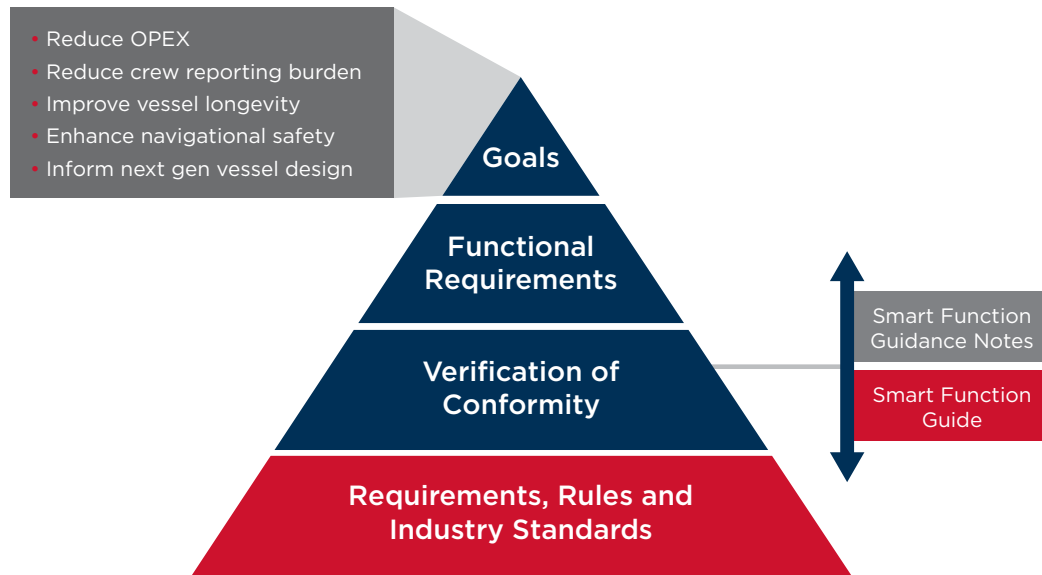 • Reduce OPEX
• Reduce crew reporting burden
• Improve vessel longevity
• Enhance navigational safety
• Inform next gen vessel design
Goals
Functional
Requirements
Verification of
Conformity
Requirements, Rules and
Industry Standards
Smart Function
Guidance Notes
Smart Function
Guide